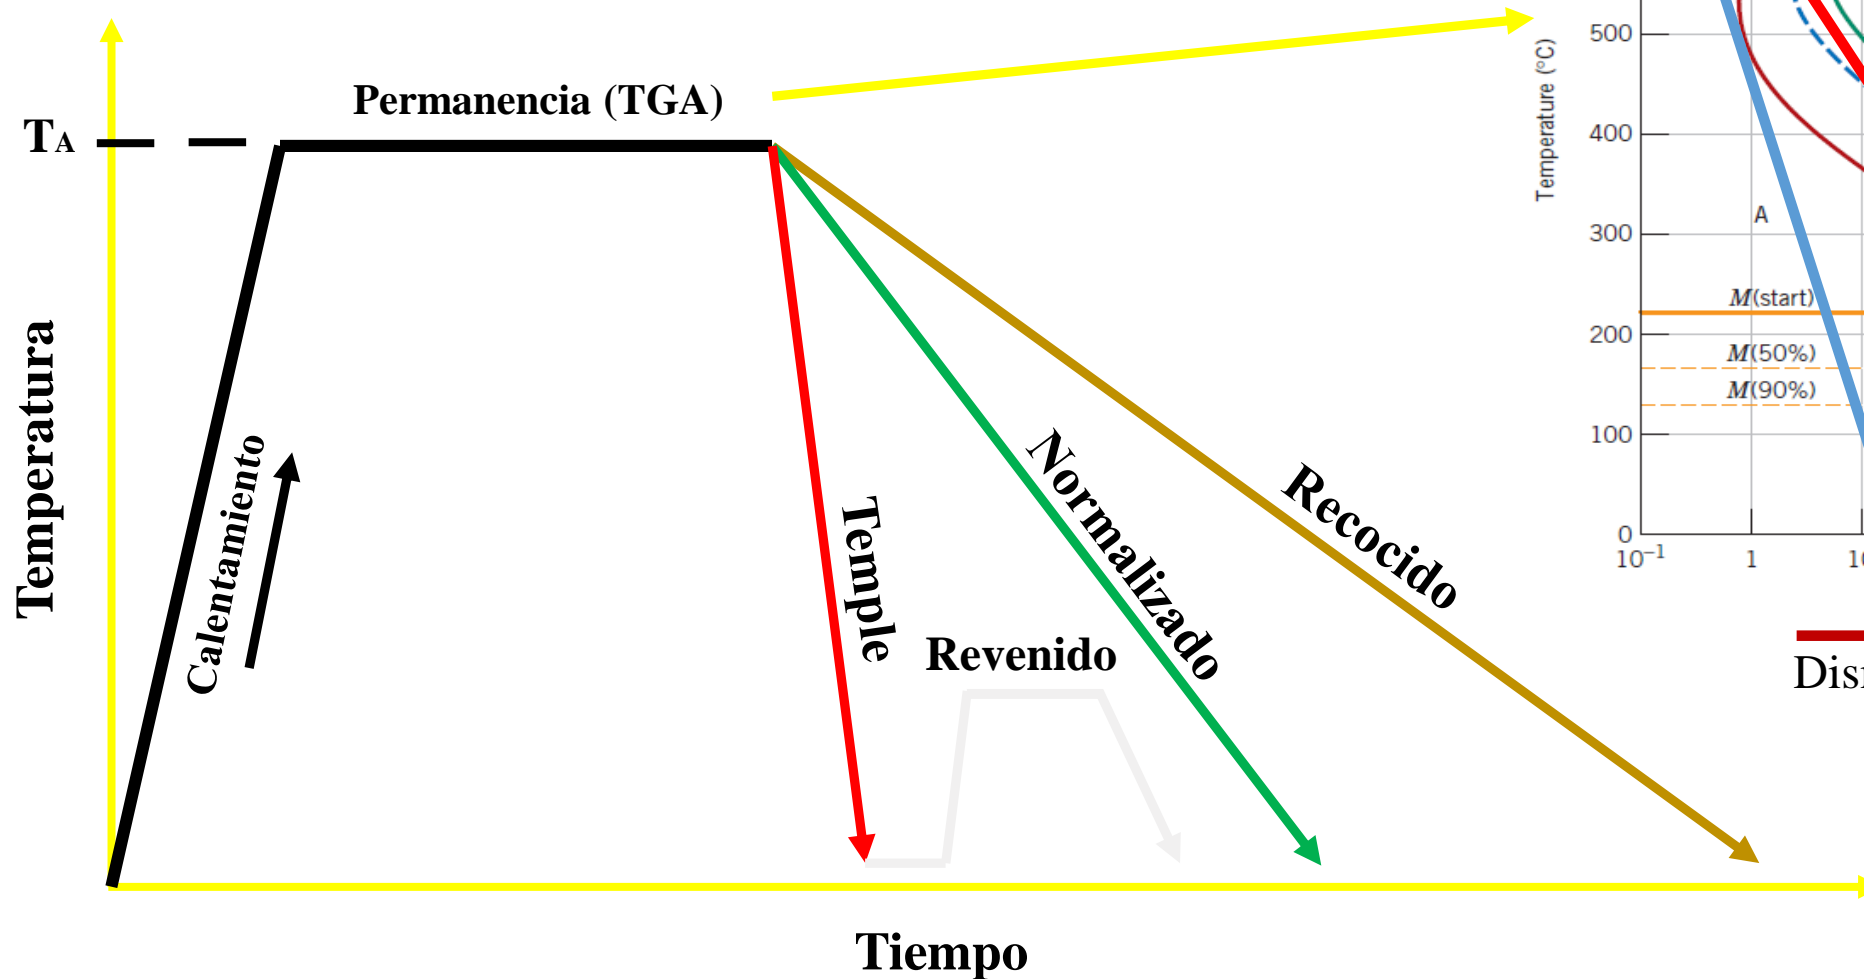 Permanencia (TGA)
TA
Temperatura
Calentamiento
Temple
Revenido
Normalizado
Recocido
Tiempo
Temperature (°C)
500
400
A
300
M(start)
200
M(50%)
M(90%)
100
0
10⁻¹
1